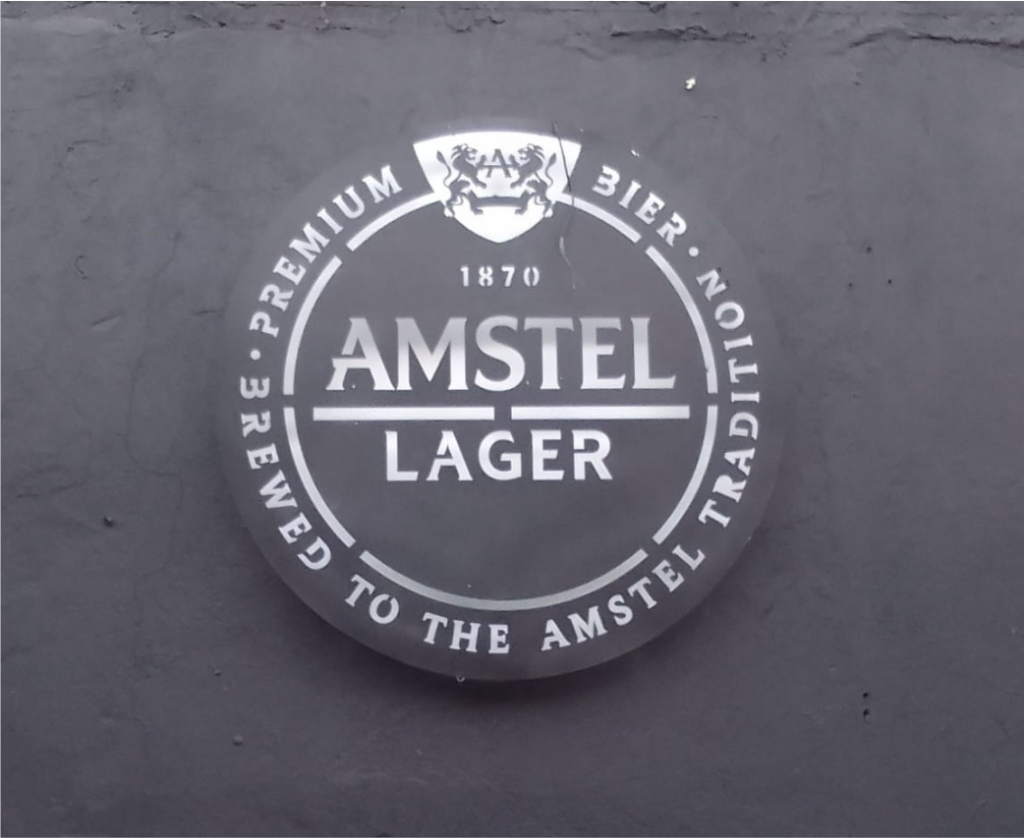 A
PREMIUM BIER · BREWED TO THE AMSTEL TRADITION ·
1870
AMSTEL
LAGER